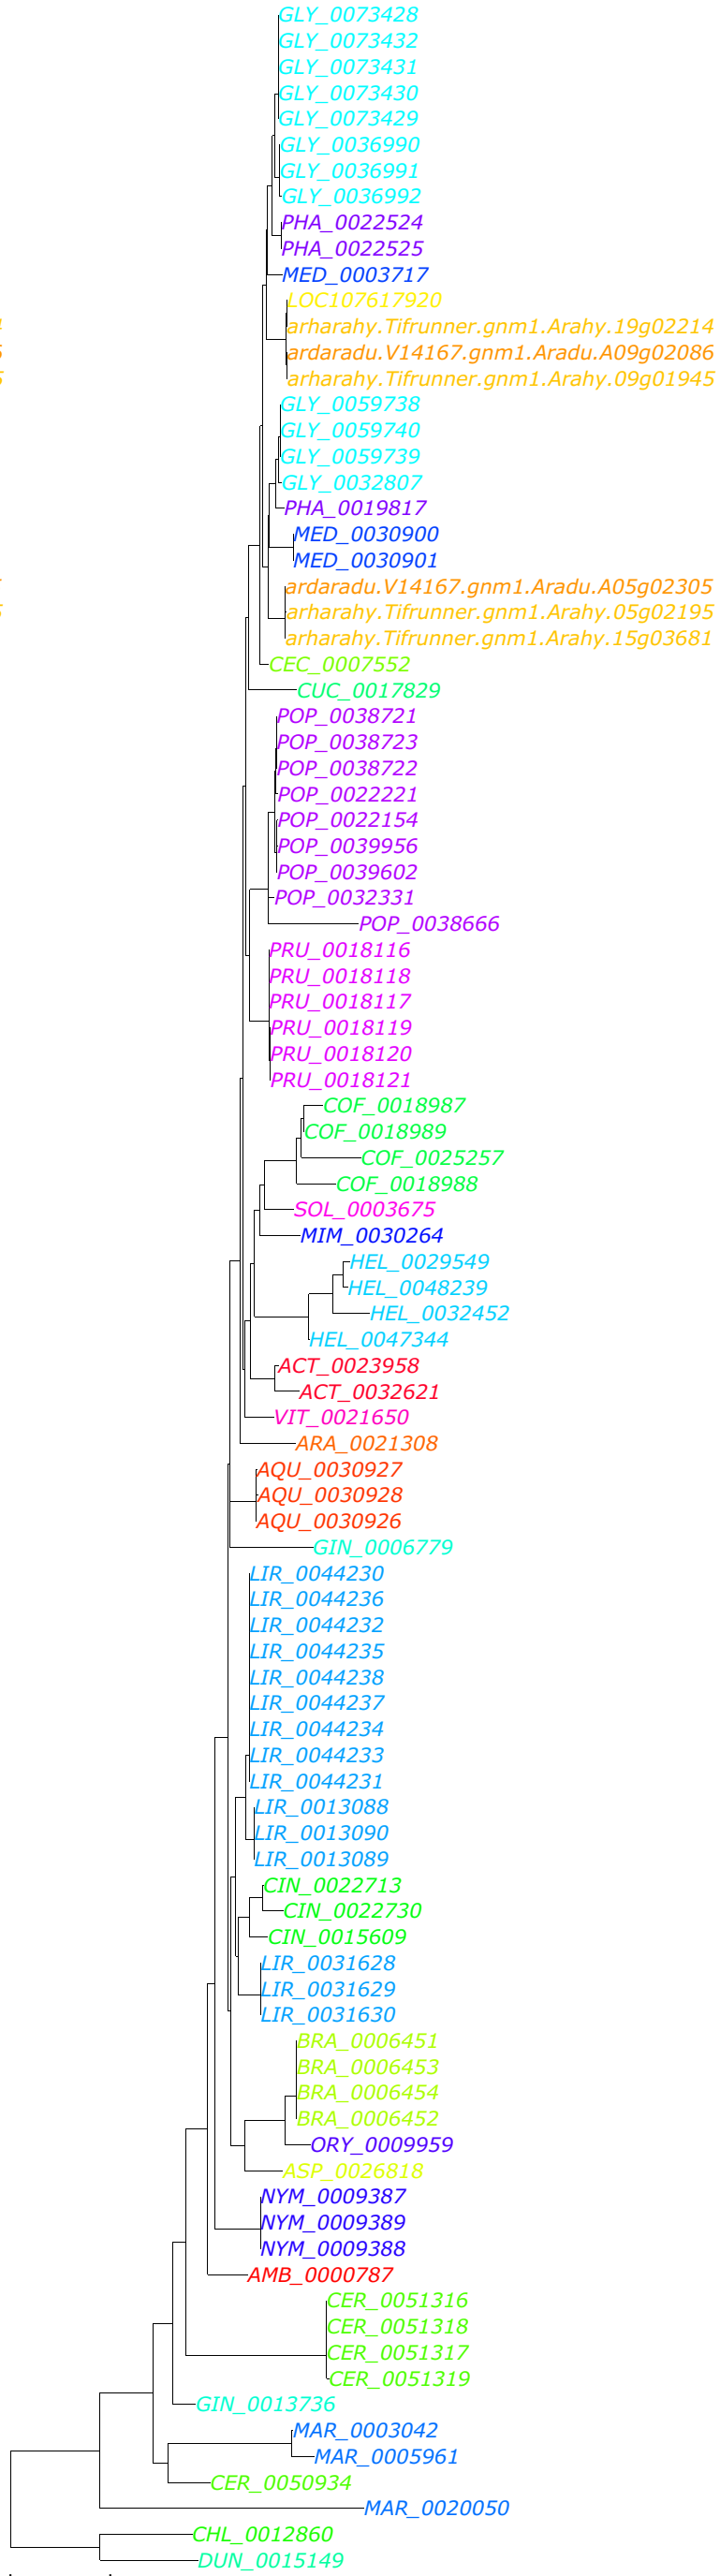 GLY_0073428
GLY_0073432
GLY_0073431
GLY_0073430
GLY_0073429
GLY_0036990
GLY_0036991
GLY_0036992
PHA_0022524
PHA_0022525
MED_0003717
LOC107617920
arharahy.Tifrunner.gnm1.Arahy.19g02214
ardaradu.V14167.gnm1.Aradu.A09g02086
arharahy.Tifrunner.gnm1.Arahy.09g01945
GLY_0059738
GLY_0059740
GLY_0059739
GLY_0032807
PHA_0019817
MED_0030900
MED_0030901
ardaradu.V14167.gnm1.Aradu.A05g02305
arharahy.Tifrunner.gnm1.Arahy.05g02195
arharahy.Tifrunner.gnm1.Arahy.15g03681
CEC_0007552
CUC_0017829
POP_0038721
POP_0038723
POP_0038722
POP_0022221
POP_0022154
POP_0039956
POP_0039602
POP_0032331
POP_0038666
PRU_0018116
PRU_0018118
PRU_0018117
PRU_0018119
PRU_0018120
PRU_0018121
COF_0018987
COF_0018989
COF_0025257
COF_0018988
SOL_0003675
MIM_0030264
HEL_0029549
HEL_0048239
HEL_0032452
HEL_0047344
ACT_0023958
ACT_0032621
VIT_0021650
ARA_0021308
AQU_0030927
AQU_0030928
AQU_0030926
GIN_0006779
LIR_0044230
LIR_0044236
LIR_0044232
LIR_0044235
LIR_0044238
LIR_0044237
LIR_0044234
LIR_0044233
LIR_0044231
LIR_0013088
LIR_0013090
LIR_0013089
CIN_0022713
CIN_0022730
CIN_0015609
LIR_0031628
LIR_0031629
LIR_0031630
BRA_0006451
BRA_0006453
BRA_0006454
BRA_0006452
ORY_0009959
ASP_0026818
NYM_0009387
NYM_0009389
NYM_0009388
AMB_0000787
CER_0051316
CER_0051318
CER_0051317
CER_0051319
GIN_0013736
MAR_0003042
MAR_0005961
CER_0050934
MAR_0020050
CHL_0012860
DUN_0015149